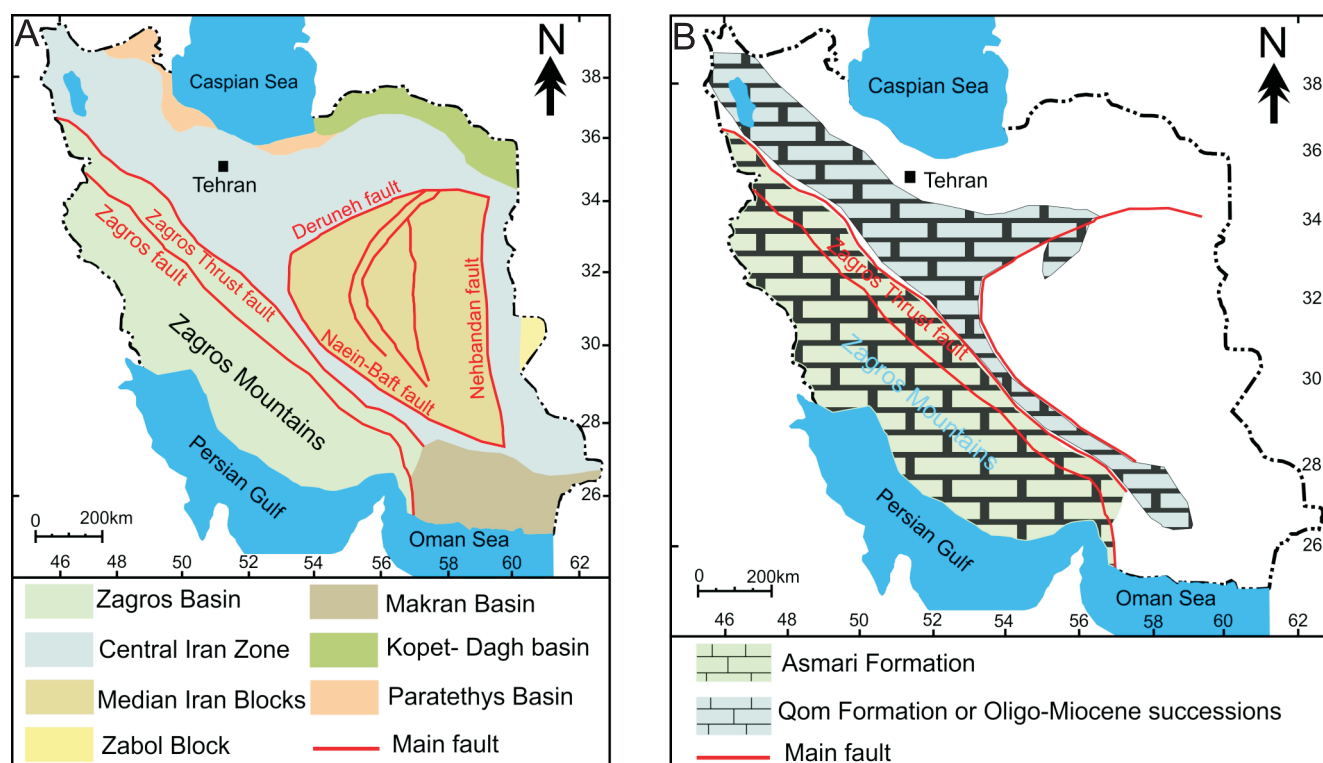 A
N
Caspian Sea
Tehran
Deruneh fault
Zagros Thrust fault
Zagros fault
Nehbandan fault
Naein-Baft fault
Zagros Mountains
Persian Gulf
Oman Sea
0 200km
38
36
34
32
30
28
26
46 48 51 52 54 56 58 60 62
Zagros Basin
Central Iran Zone
Median Iran Blocks
Zabol Block
Makran Basin
Kopet- Dagh basin
Paratethys Basin
Main fault
B
N
Caspian Sea
Tehran
Zagros Thrust fault
Zagros Mountains
Persian Gulf
Oman Sea
0 200km
38
36
34
32
30
28
26
46 48 50 52 54 56 60 62
Asmari Formation
Qom Formation or Oligo-Miocene successions
Main fault